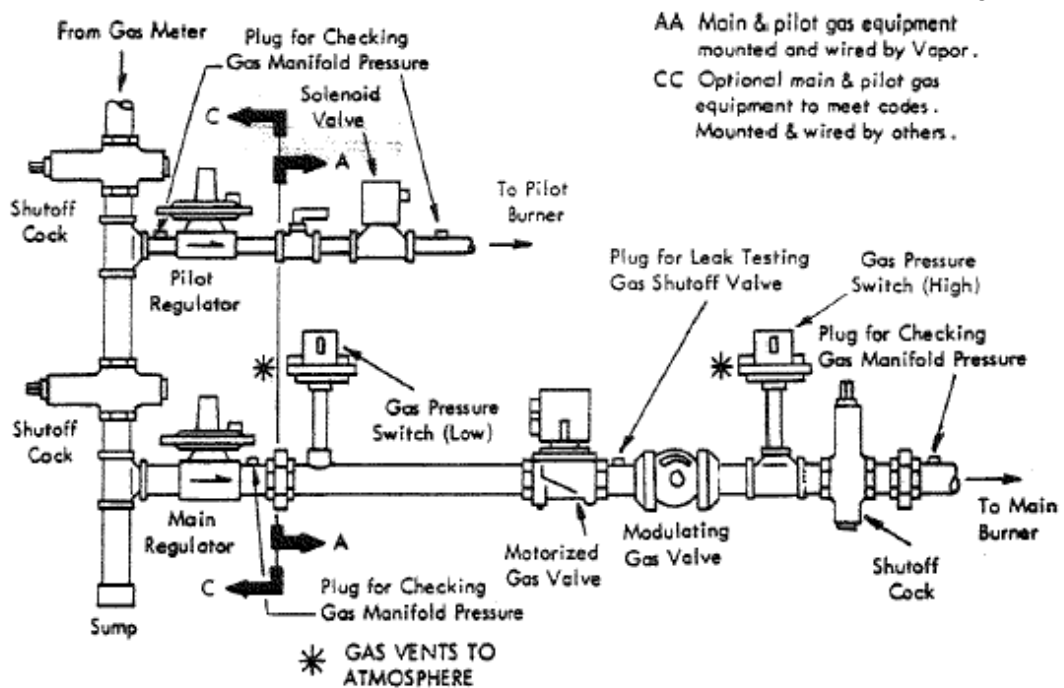 From Gas Meter
Plug for Checking
Gas Manifold Pressure
AA Main & pilot gas equipment
mounted and wired by Vapor.
CC Optional main & pilot gas
equipment to meet codes.
Mounted & wired by others.
C
Solenoid
Valve
A
Shutoff
Cock
To Pilot
Burner
Pilot
Regulator
Plug for Leak Testing
Gas Shutoff Valve
Gas Pressure
Switch (High)
Plug for Checking
Gas Manifold Pressure
Shutoff
Cock
Gas Pressure
Switch (Low)
Main
Regulator
A
C
Plug for Checking
Gas Manifold Pressure
Motorized
Gas Valve
Modulating
Gas Valve
To Main
Burner
Shutoff
Cock
Sump
* GAS VENTS TO
ATMOSPHERE